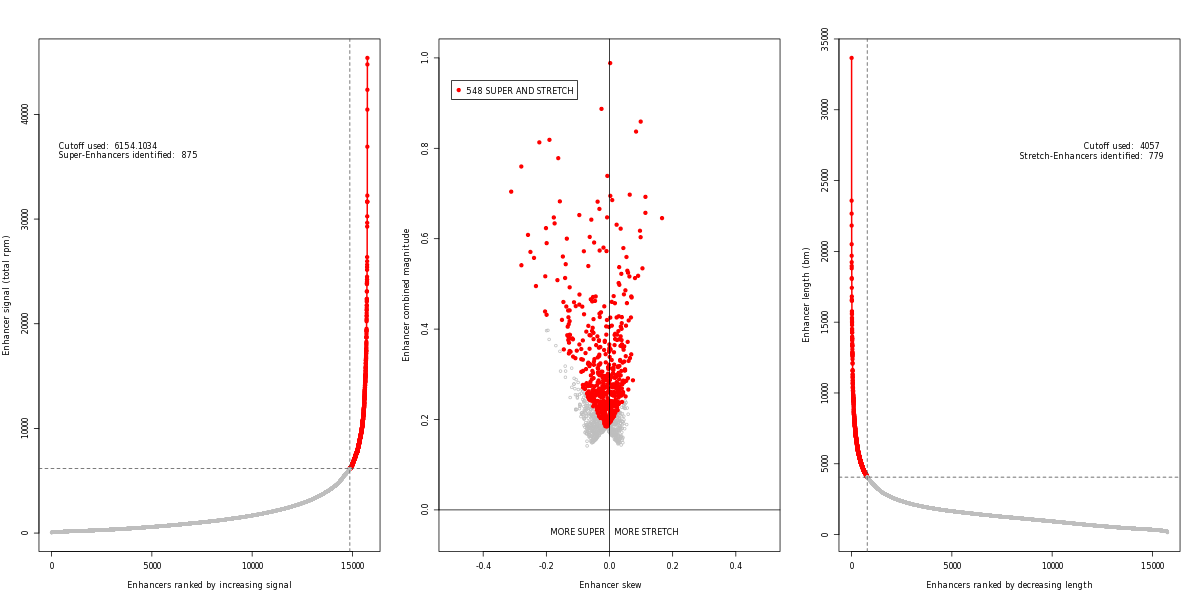 Cutoff used: 6154.1034
Super-Enhancers identified: 875
Enhancer signal (total rpm)
0
10000
20000
30000
40000
0
5000
10000
15000
Enhancers ranked by increasing signal
548 SUPER AND STRETCH
MORE SUPER
MORE STRETCH
Enhancer combined magnitude
0.0
0.2
0.4
0.6
0.8
1.0
-0.4
-0.2
0.0
0.2
0.4
Enhancer skew
Cutoff used: 4057
Stretch-Enhancers identified: 779
Enhancer length (bm)
0
5000
10000
15000
20000
25000
30000
35000
0
5000
10000
15000
Enhancers ranked by decreasing length